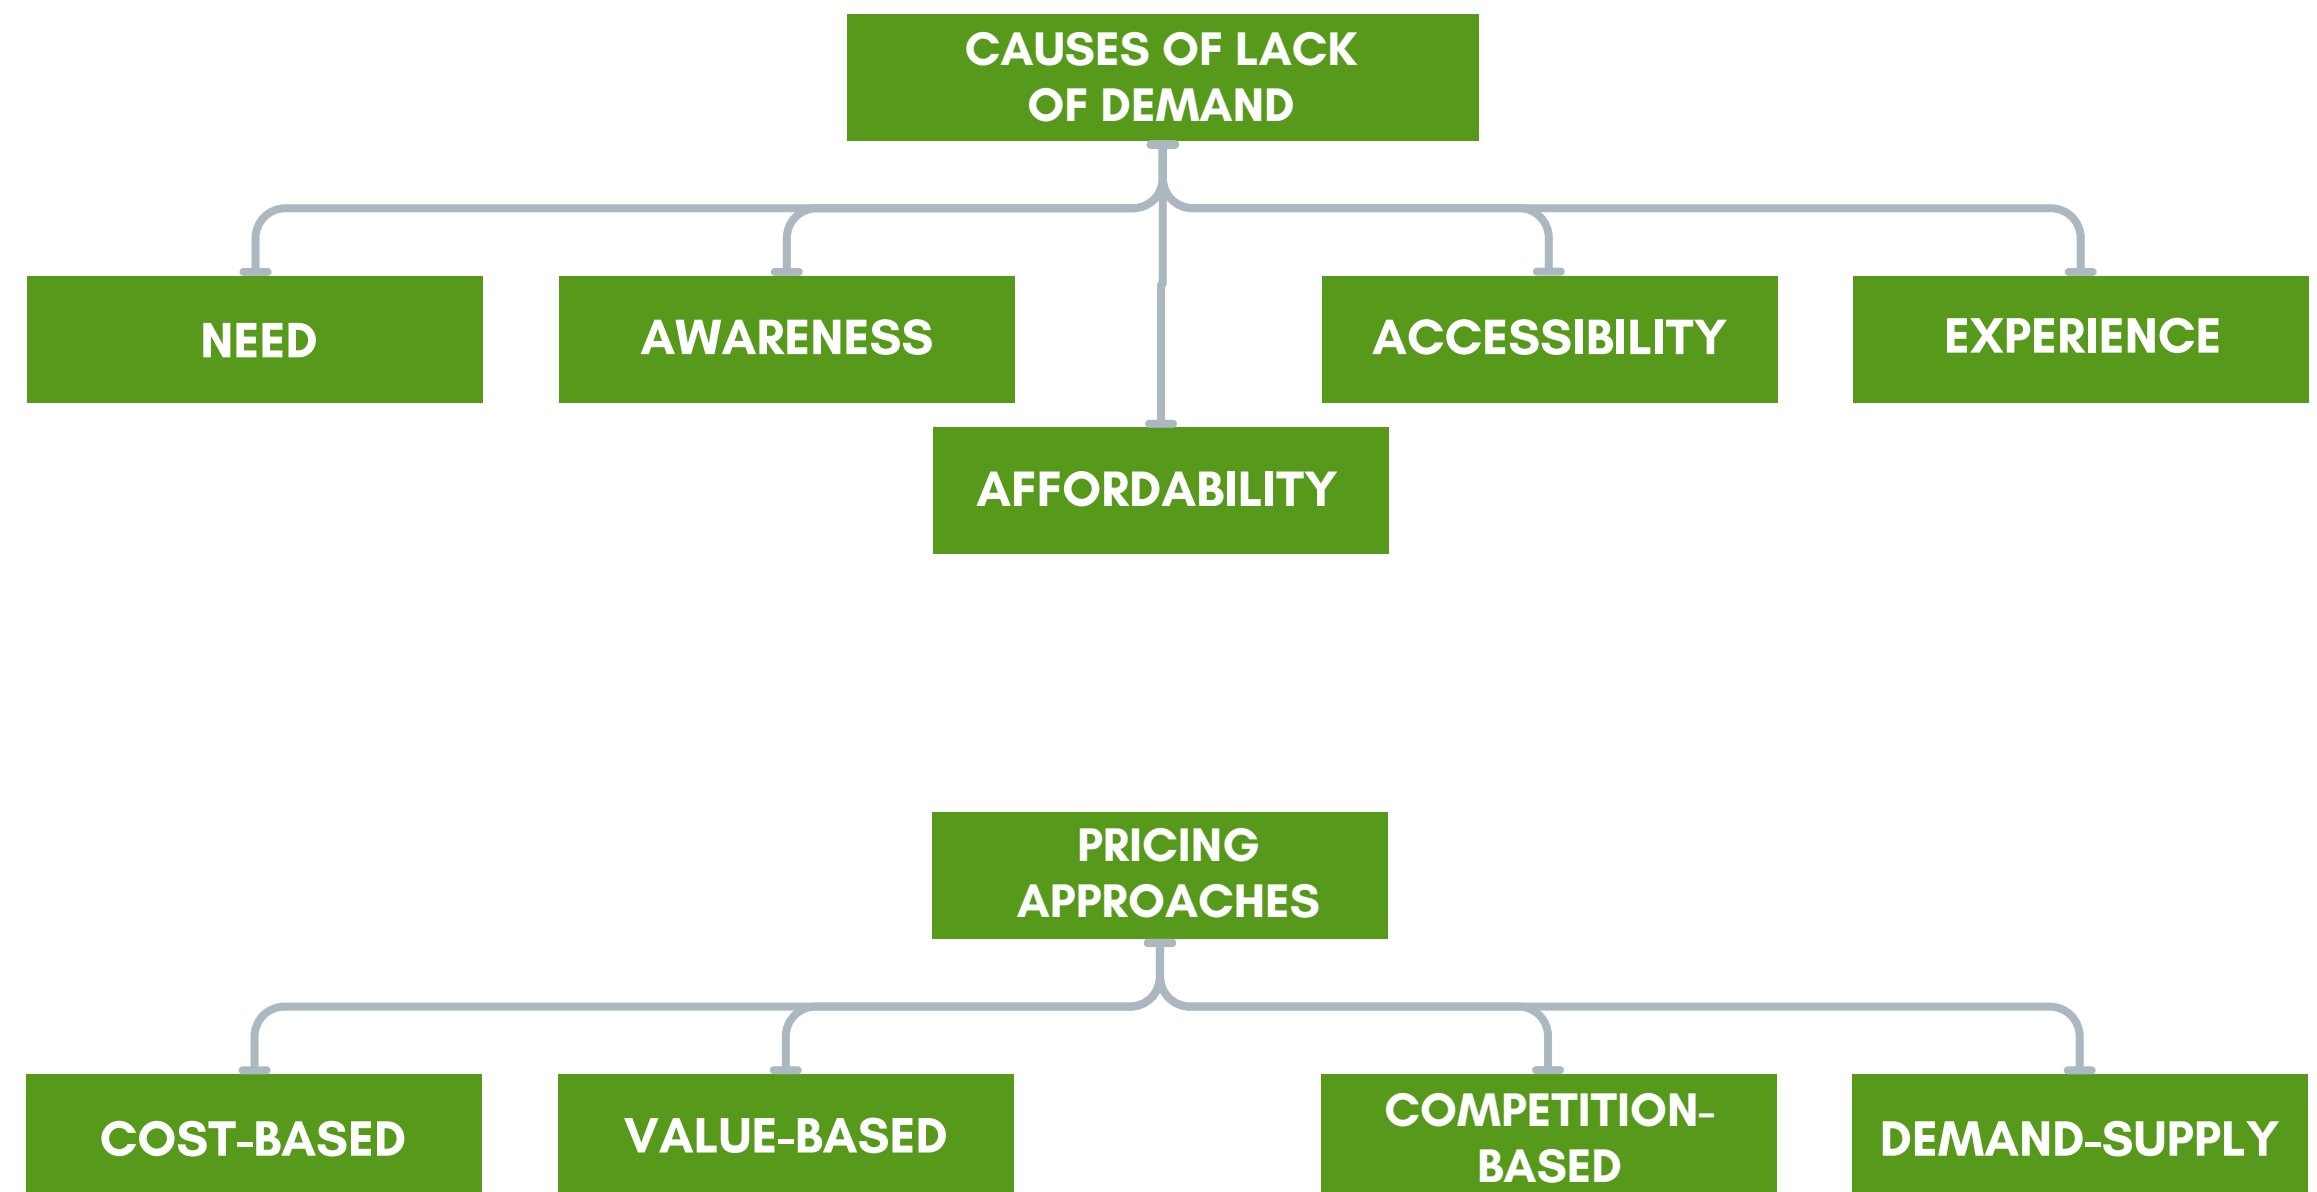 CAUSES OF LACK
OF DEMAND
NEED
AWARENESS
ACCESSIBILITY
EXPERIENCE
AFFORDABILITY
PRICING
APPROACHES
COST-BASED
VALUE-BASED
COMPETITION-
BASED
DEMAND-SUPPLY